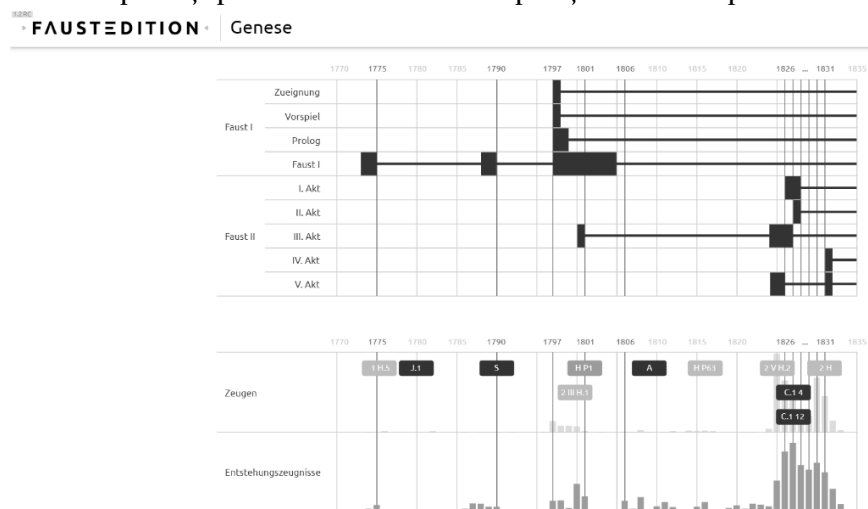 1.2 RC
FAUSTEDITION Genese
1770 1775 1780 1785 1790 1797 1801 1806 1810 1815 1820 1826 ... 1831 1835
Faust I
Zueignung
Vorspiel
Prolog
Faust I
Faust II
I. Akt
II. Akt
III. Akt
IV. Akt
V. Akt
1770 1775 1780 1785 1790 1797 1801 1806 1810 1815 1820 1826 ... 1831 1835
Zeugen
1 H.5 J.1 S H P1 A H P63 2 V H.2 2 H
2 III H.1 C.1 4
C.1 12
Entstehungszeugnisse